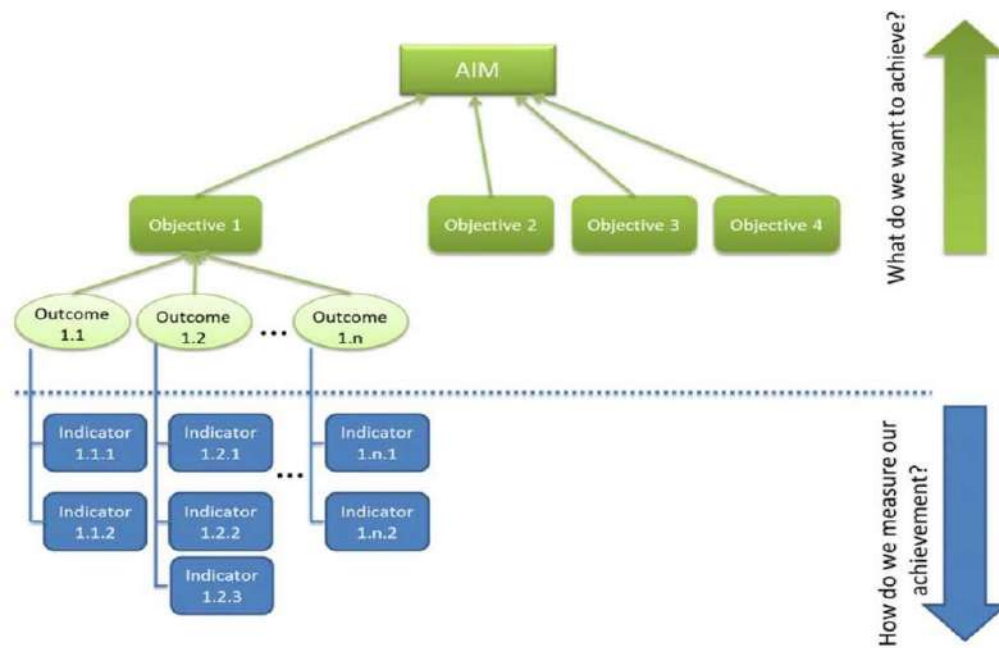 AIM
What do we want to achieve?
Objective 1
Objective 2
Objective 3
Objective 4
Outcome
1.1
Outcome
1.2
...
Outcome
1.n
Indicator
1.1.1
Indicator
1.2.1
...
Indicator
1.n.1
Indicator
1.1.2
Indicator
1.2.2
Indicator
1.n.2
Indicator
1.2.3
How do we measure our
achievement?